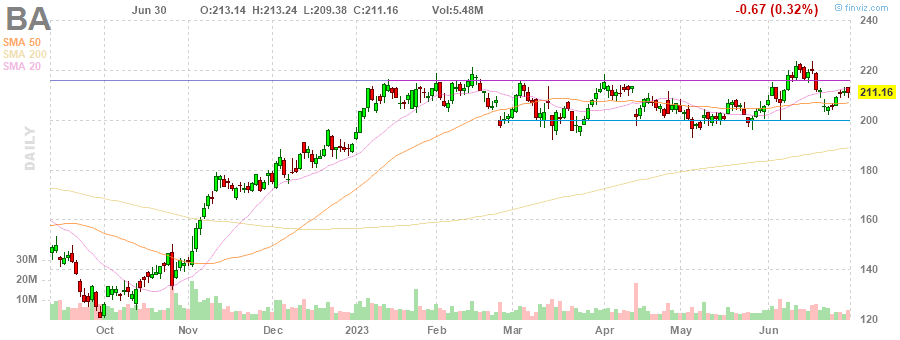 BA Jun 30 O:213.14 H:213.24 L:209.38 C:211.16 Vol:5.48M -0.67 (0.32%) finviz.com
SMA 50
SMA 200
SMA 20
DAILY
240
220
211.16
200
180
160
140
120
30M
20M
10M
Oct Nov Dec 2023 Feb Mar Apr May Jun